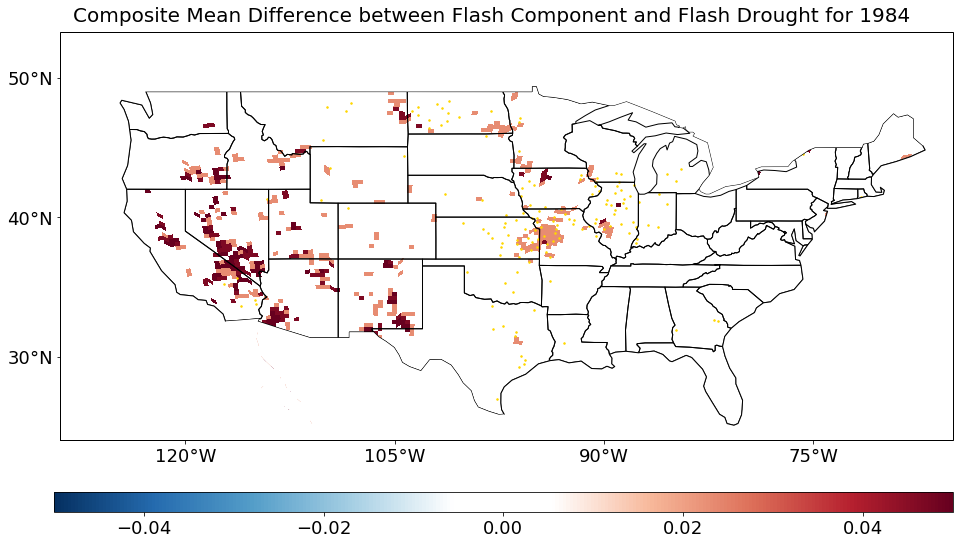 Composite Mean Difference between Flash Component and Flash Drought for 1984
50°N
40°N
30°N
120°W 105°W 90°W 75°W
−0.04 −0.02 0.00 0.02 0.04